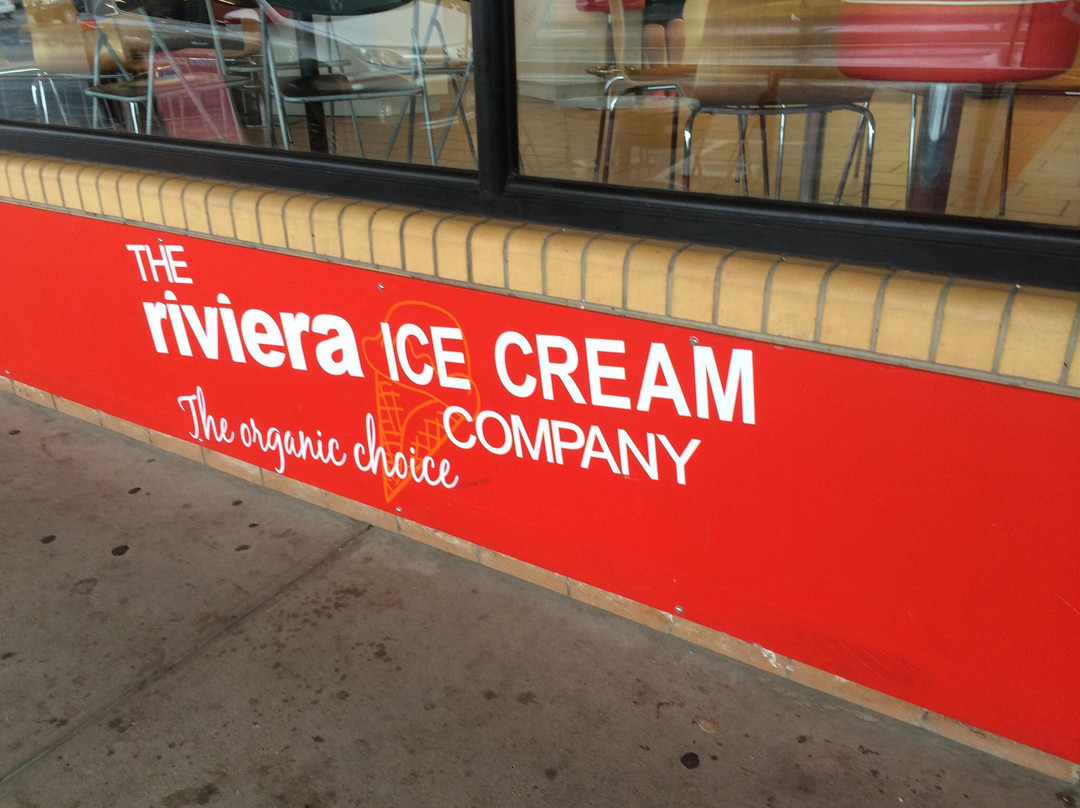 THE
riviera ICE CREAM
COMPANY
The organic choice